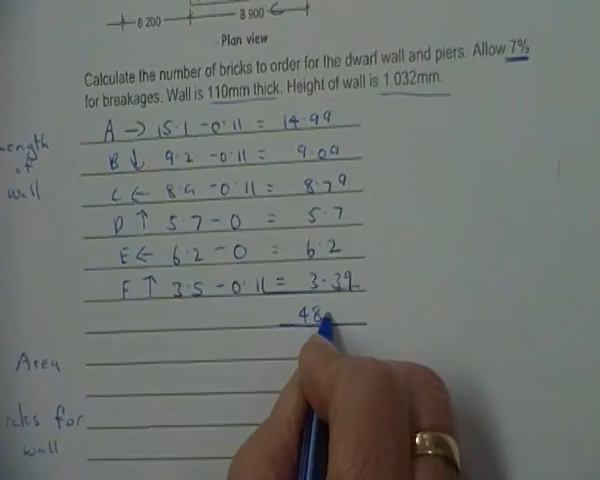 6 200 8 900 C
Plan view
Calculate the number of bricks to order for the dwarf wall and piers. Allow 7%
for breakages. Wall is 110mm thick. Height of wall is 1 032mm.
A → 15.1 - 0.11 = 14.99
B ↓ 9.2 - 0.11 = 9.09
C ← 8.9 - 0.11 = 8.79
D ↑ 5.7 - 0 = 5.7
E ← 6.2 - 0 = 6.2
F ↑ 3.5 - 0.11 = 3.39
48
of
wall
Area
for
wall